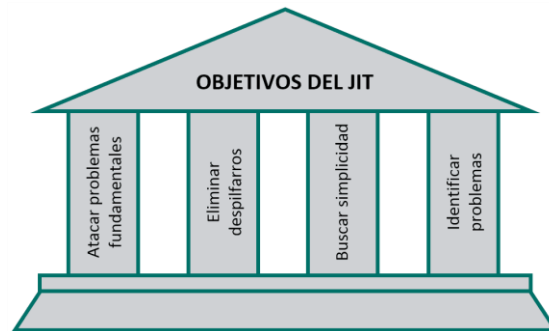 OBJETIVOS DEL JIT
Atacar problemas
fundamentales
Eliminar
despilfarros
Buscar simplicidad
Identificar
problemas